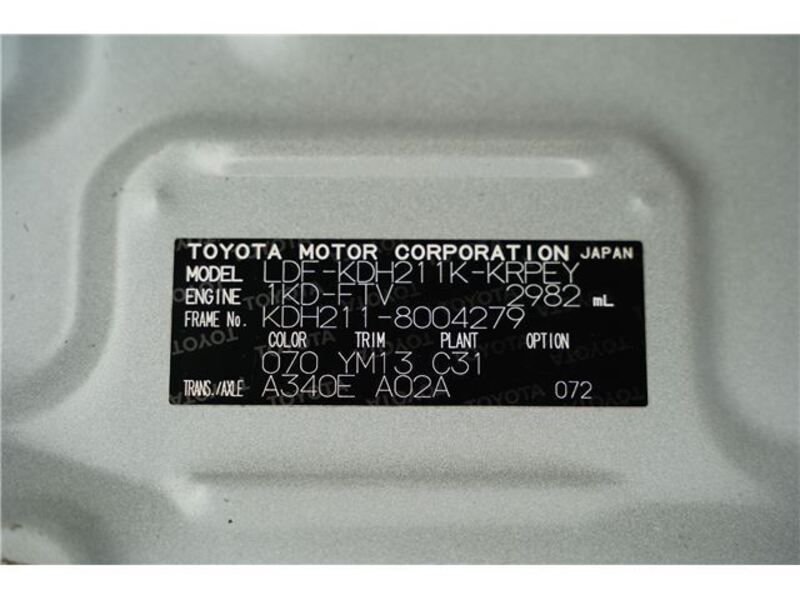 TOYOTA MOTOR CORPORATION JAPAN
MODEL LDF-KDH211K-KRPEY
ENGINE 1KD-FTV 2982 mL
FRAME No. KDH211-8004279
COLOR TRIM PLANT OPTION
070 YM13 C31
TRANS./AXLE A340E A02A 072